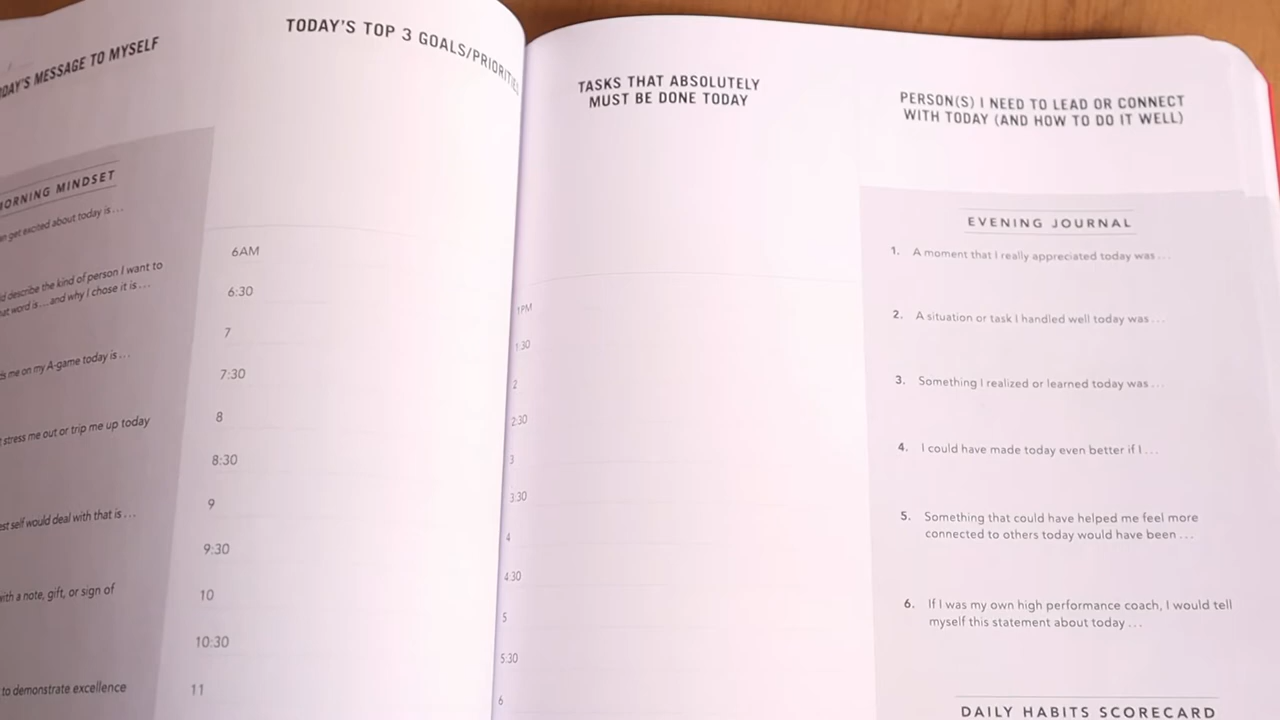 TODAY'S MESSAGE TO MYSELF
TODAY'S TOP 3 GOALS/PRIORITIES
MORNING MINDSET
get excited about today is ...
describe the kind of person I want to
word is ... and why I chose it is ...
me on my A-game today is ...
stress me out or trip me up today
self would deal with that is ...
with a note, gift, or sign of
to demonstrate excellence
6AM
6:30
7
7:30
8
8:30
9
9:30
10
10:30
11
TASKS THAT ABSOLUTELY
MUST BE DONE TODAY
1PM
1:30
2
2:30
3
3:30
4
4:30
5
5:30
6
PERSON(S) I NEED TO LEAD OR CONNECT
WITH TODAY (AND HOW TO DO IT WELL)
EVENING JOURNAL
1. A moment that I really appreciated today was ...
2. A situation or task I handled well today was ...
3. Something I realized or learned today was ...
4. I could have made today even better if I ...
5. Something that could have helped me feel more
connected to others today would have been ...
6. If I was my own high performance coach, I would tell
myself this statement about today ...
DAILY HABITS SCORECARD